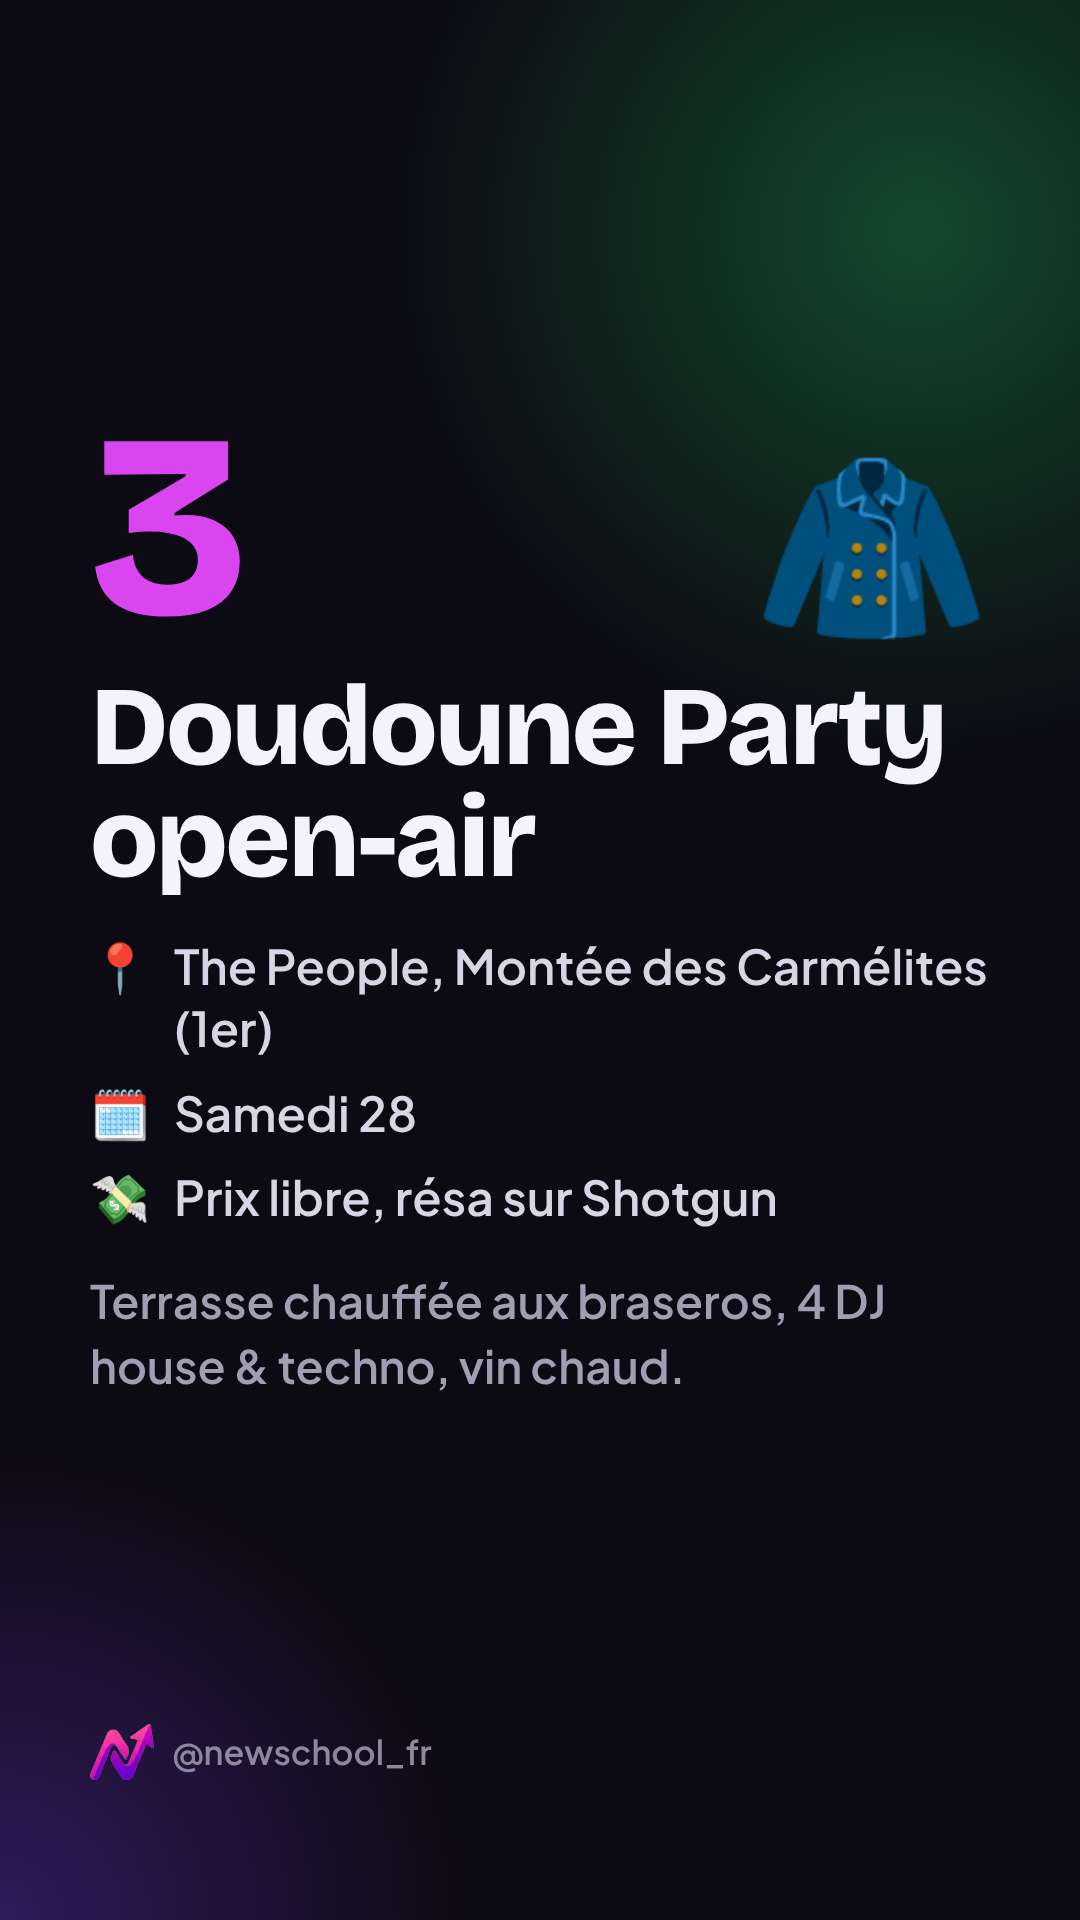 3
Doudoune Party
open-air
The People, Montée des Carmélites
(1er)
Samedi 28
Prix libre, résa sur Shotgun
Terrasse chauffée aux braseros, 4 DJ
house & techno, vin chaud.
@newschool_fr